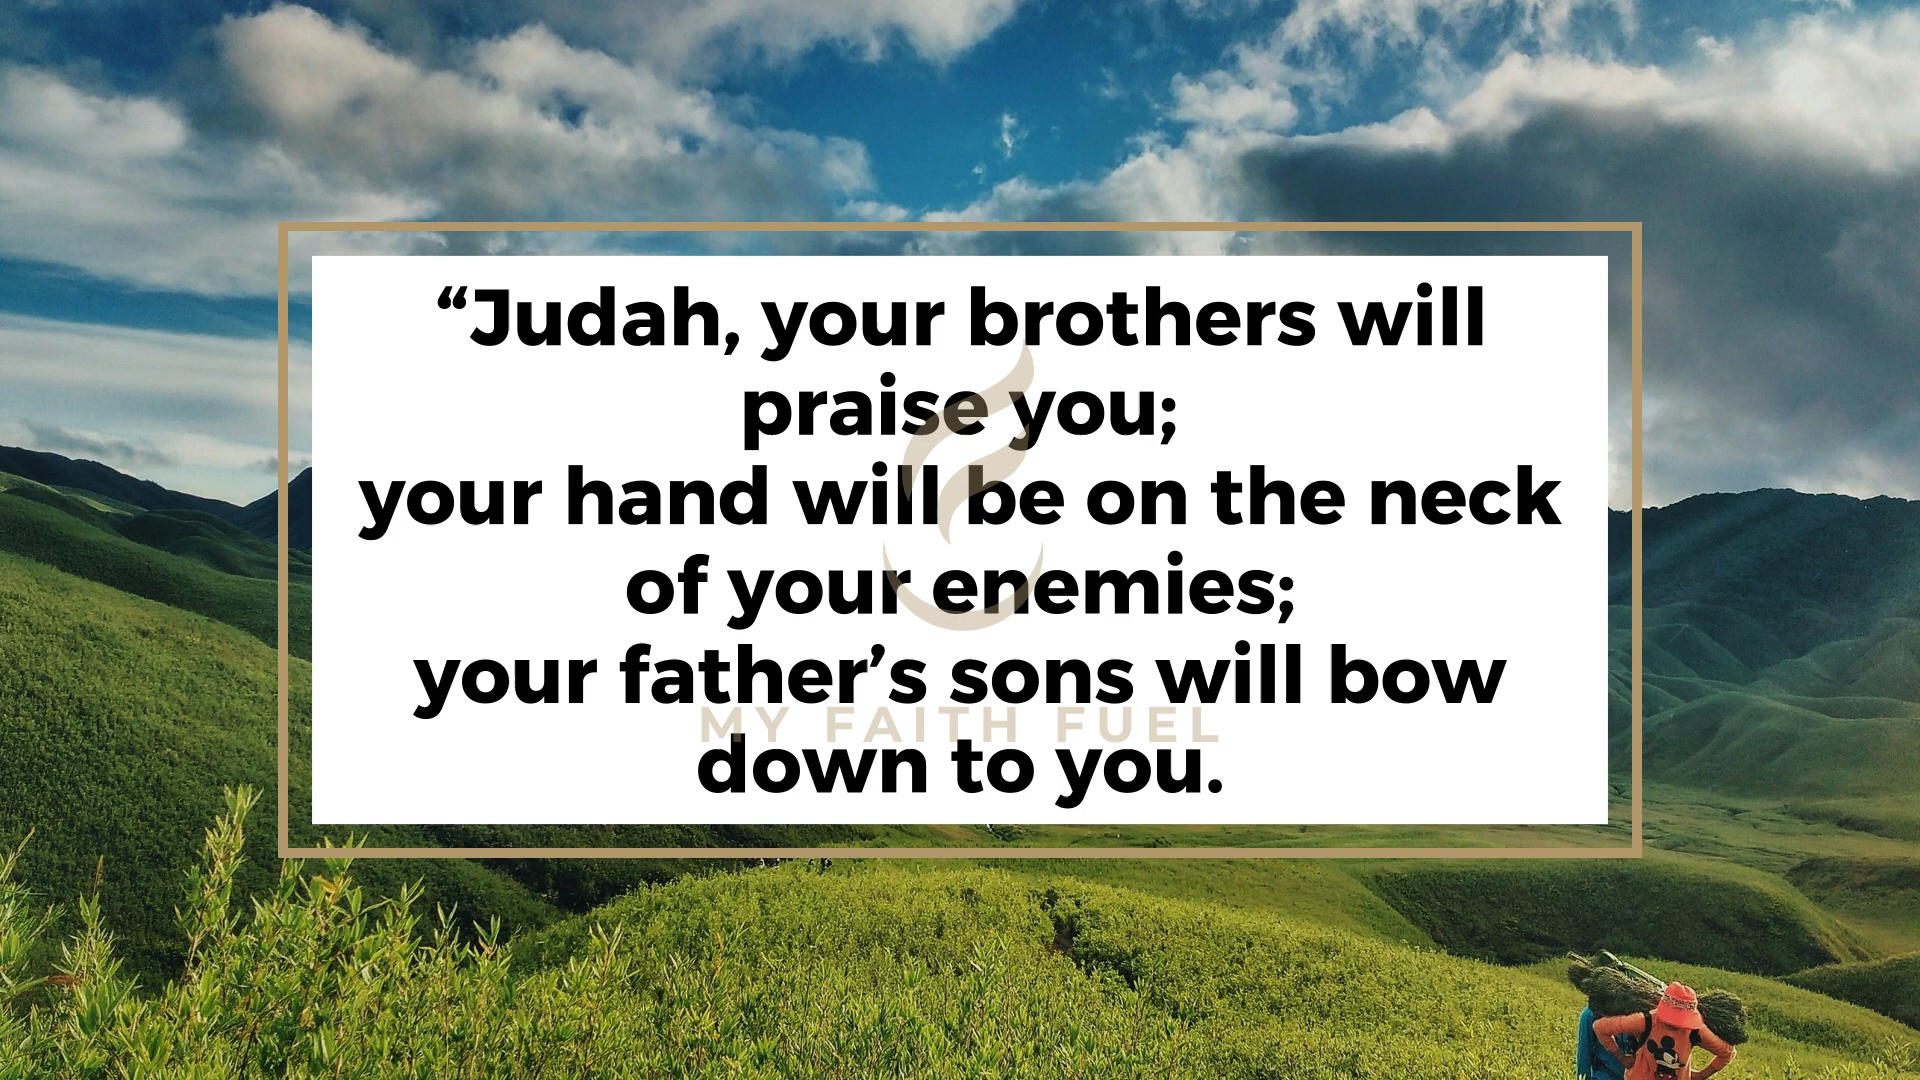 “Judah, your brothers will
praise you;
your hand will be on the neck
of your enemies;
your father’s sons will bow
MY FAITH FUEL
down to you.